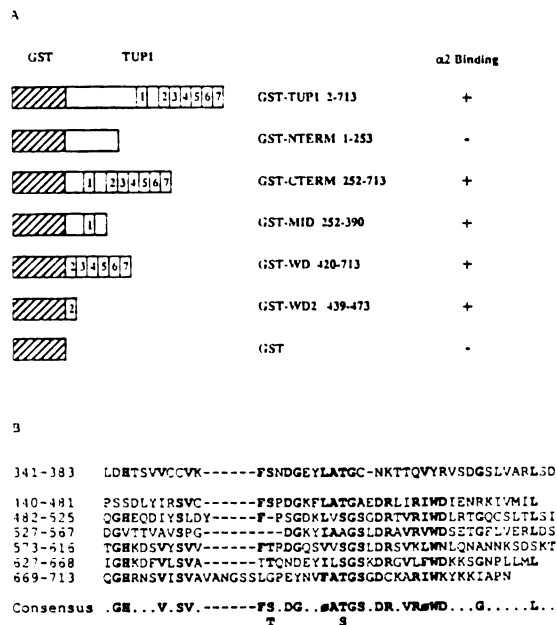 A
GST TUP1 α2 Binding
1 2 3 4 5 6 7 GST-TUP1 2-713 +
GST-NTERM 1-253 -
1 2 3 4 5 6 7 GST-CTERM 252-713 +
1 GST-MID 252-390 +
2 3 4 5 6 7 GST-WD 420-713 +
2 GST-WD2 439-473 +
GST -
B
341-383 LDHTSVVCCVK------FSNDGEYLATGC-NKTTQVYRVSDGSLVARLSD
440-481 PSSDLYIRSVC------FSPDGKFLATGAEDRLIRIWDIENRKIVMIL
482-525 QGHEQDIYSLDY-----F-PSGDKLVSGSGDRTVRIWDLRTGQCSLTLSI
527-567 DGVTTVAVSPG------DGKYIAAGSLDRAVRVWDSETGFLVERLDS
573-616 TGHKDSVYSVV------FTPDGQSVVSGSLDRSVKLWNLQNANNKSDSKT
627-668 IGHKDFVLSVA------TTQNDEYILSGSKDRGVLFWDKKSGNPLLML
669-713 QGHRNSVISVAVANGSSLGPEYNVFATGSGDCKARIWKYKKIAPN
Consensus .GH...V.SV.------FS.DG..øATGS.DR.VRøWD...G....L..
T S